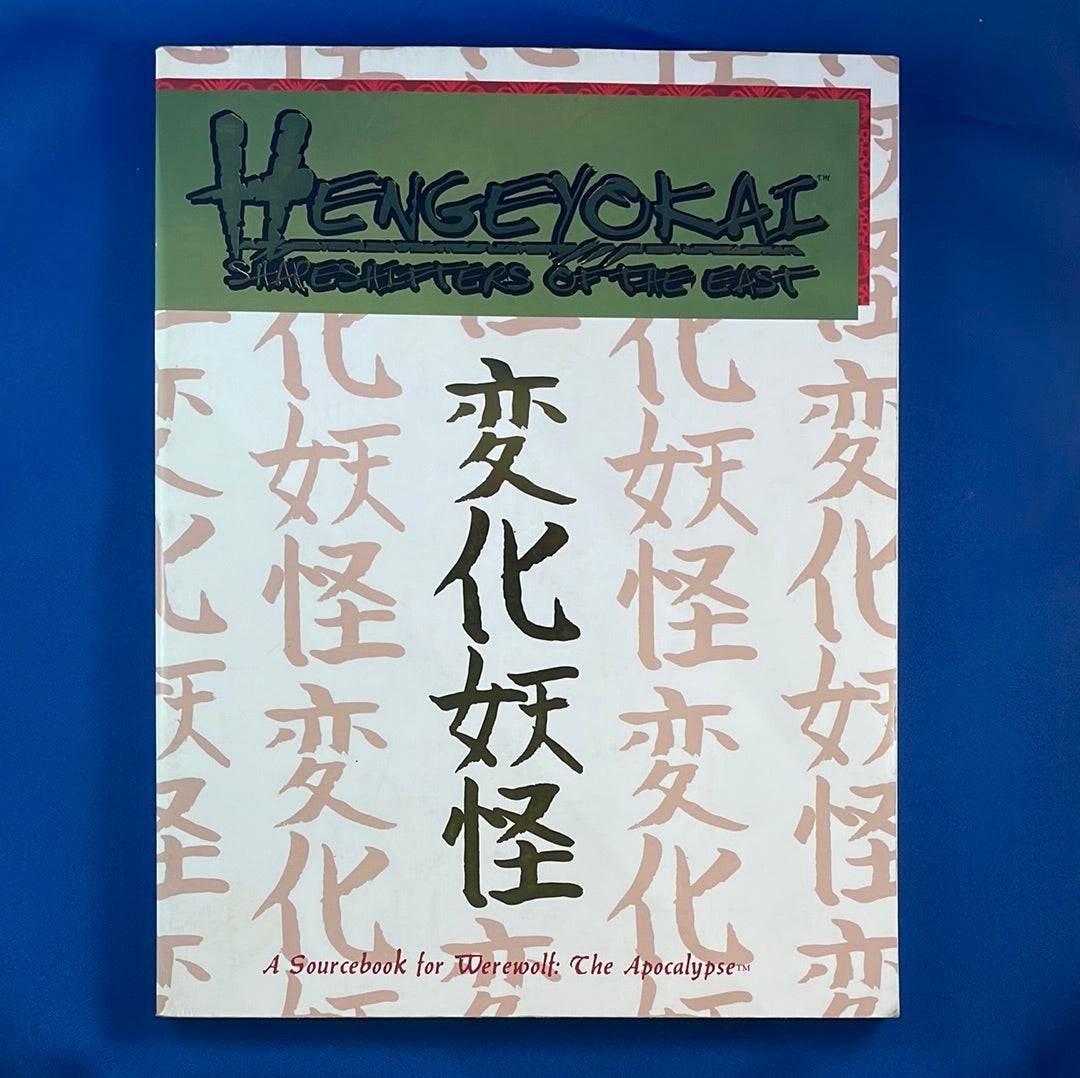 HENGEYOKAI™
SHAPESHIFTERS OF THE EAST
変化妖怪
A Sourcebook for Werewolf: The Apocalypse™